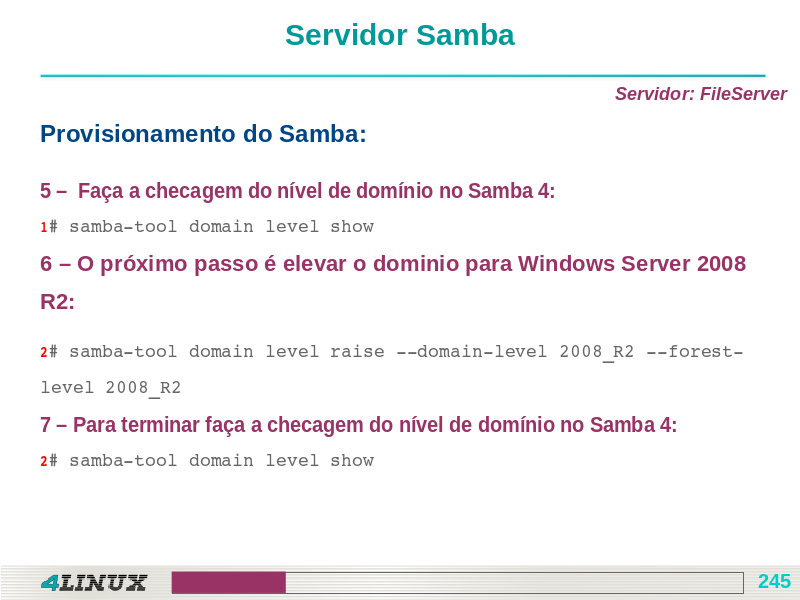 Servidor Samba
Servidor: FileServer
Provisionamento do Samba:
5 –  Faça a checagem do nível de domínio no Samba 4:
1# samba-tool domain level show
6 – O próximo passo é elevar o dominio para Windows Server 2008
R2:
2# samba-tool domain level raise --domain-level 2008_R2 --forest-
level 2008_R2
7 – Para terminar faça a checagem do nível de domínio no Samba 4:
2# samba-tool domain level show
4LINUX
245